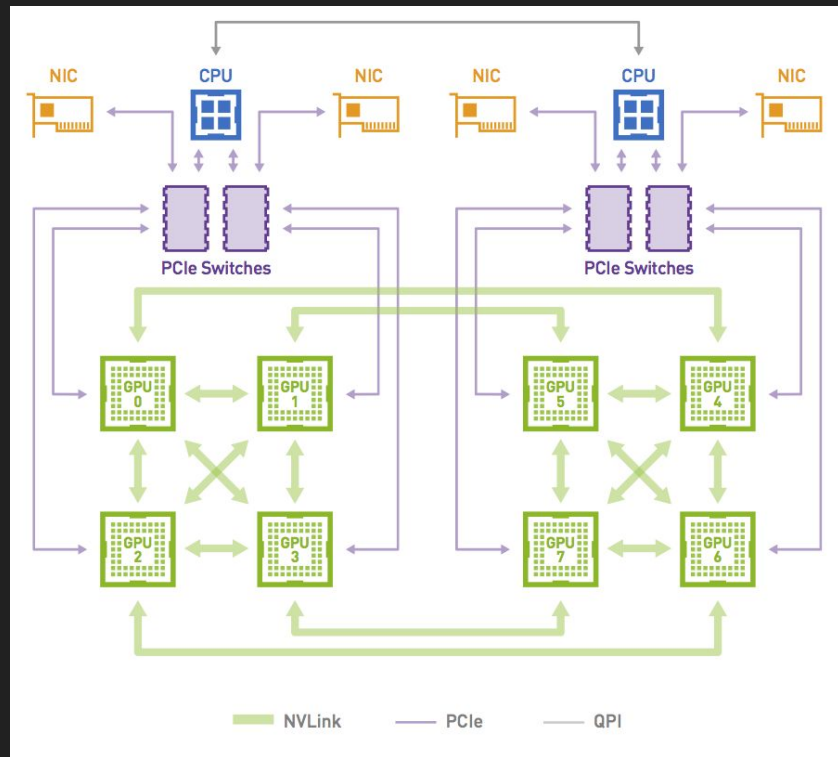 NIC
CPU
NIC
NIC
CPU
NIC
PCIe Switches
PCIe Switches
GPU
0
GPU
1
GPU
5
GPU
4
GPU
2
GPU
3
GPU
7
GPU
6
NVLink
PCIe
QPI